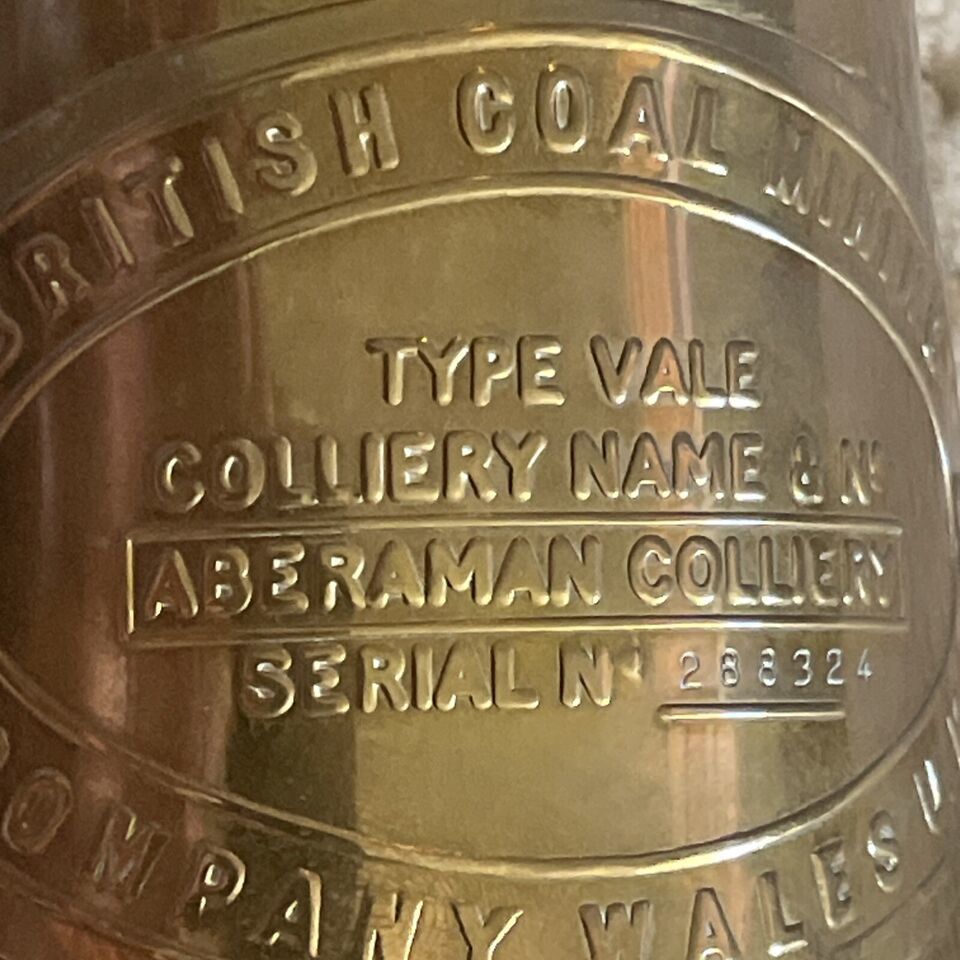 BRITISH COAL MINING
TYPE VALE
COLLIERY NAME & No
ABERAMAN COLLIERY
SERIAL No 288324
COMPANY WALES